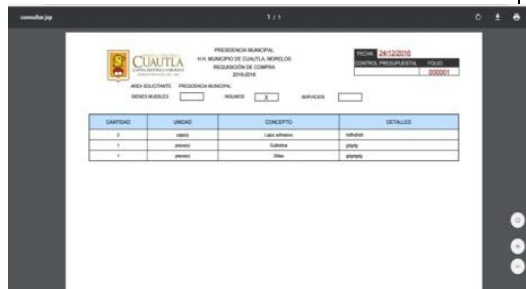 consultar.jsp
1 / 1
CUAUTLA
PRESIDENCIA MUNICIPAL
H.H. MUNICIPIO DE CUAUTLA, MORELOS
REQUISICIÓN DE COMPRA
2016-2018
FECHA 24/12/2016
CONTROL PRESUPUESTAL FOLIO
000001
AREA SOLICITANTE: PRESIDENCIA MUNICIPAL
BIENES MUEBLES INSUMOS X SERVICIOS
CANTIDAD UNIDAD CONCEPTO DETALLES
2 Lapiz adhesivo
1 pieza(s) Guillotina
1 pieza(s) Sillas